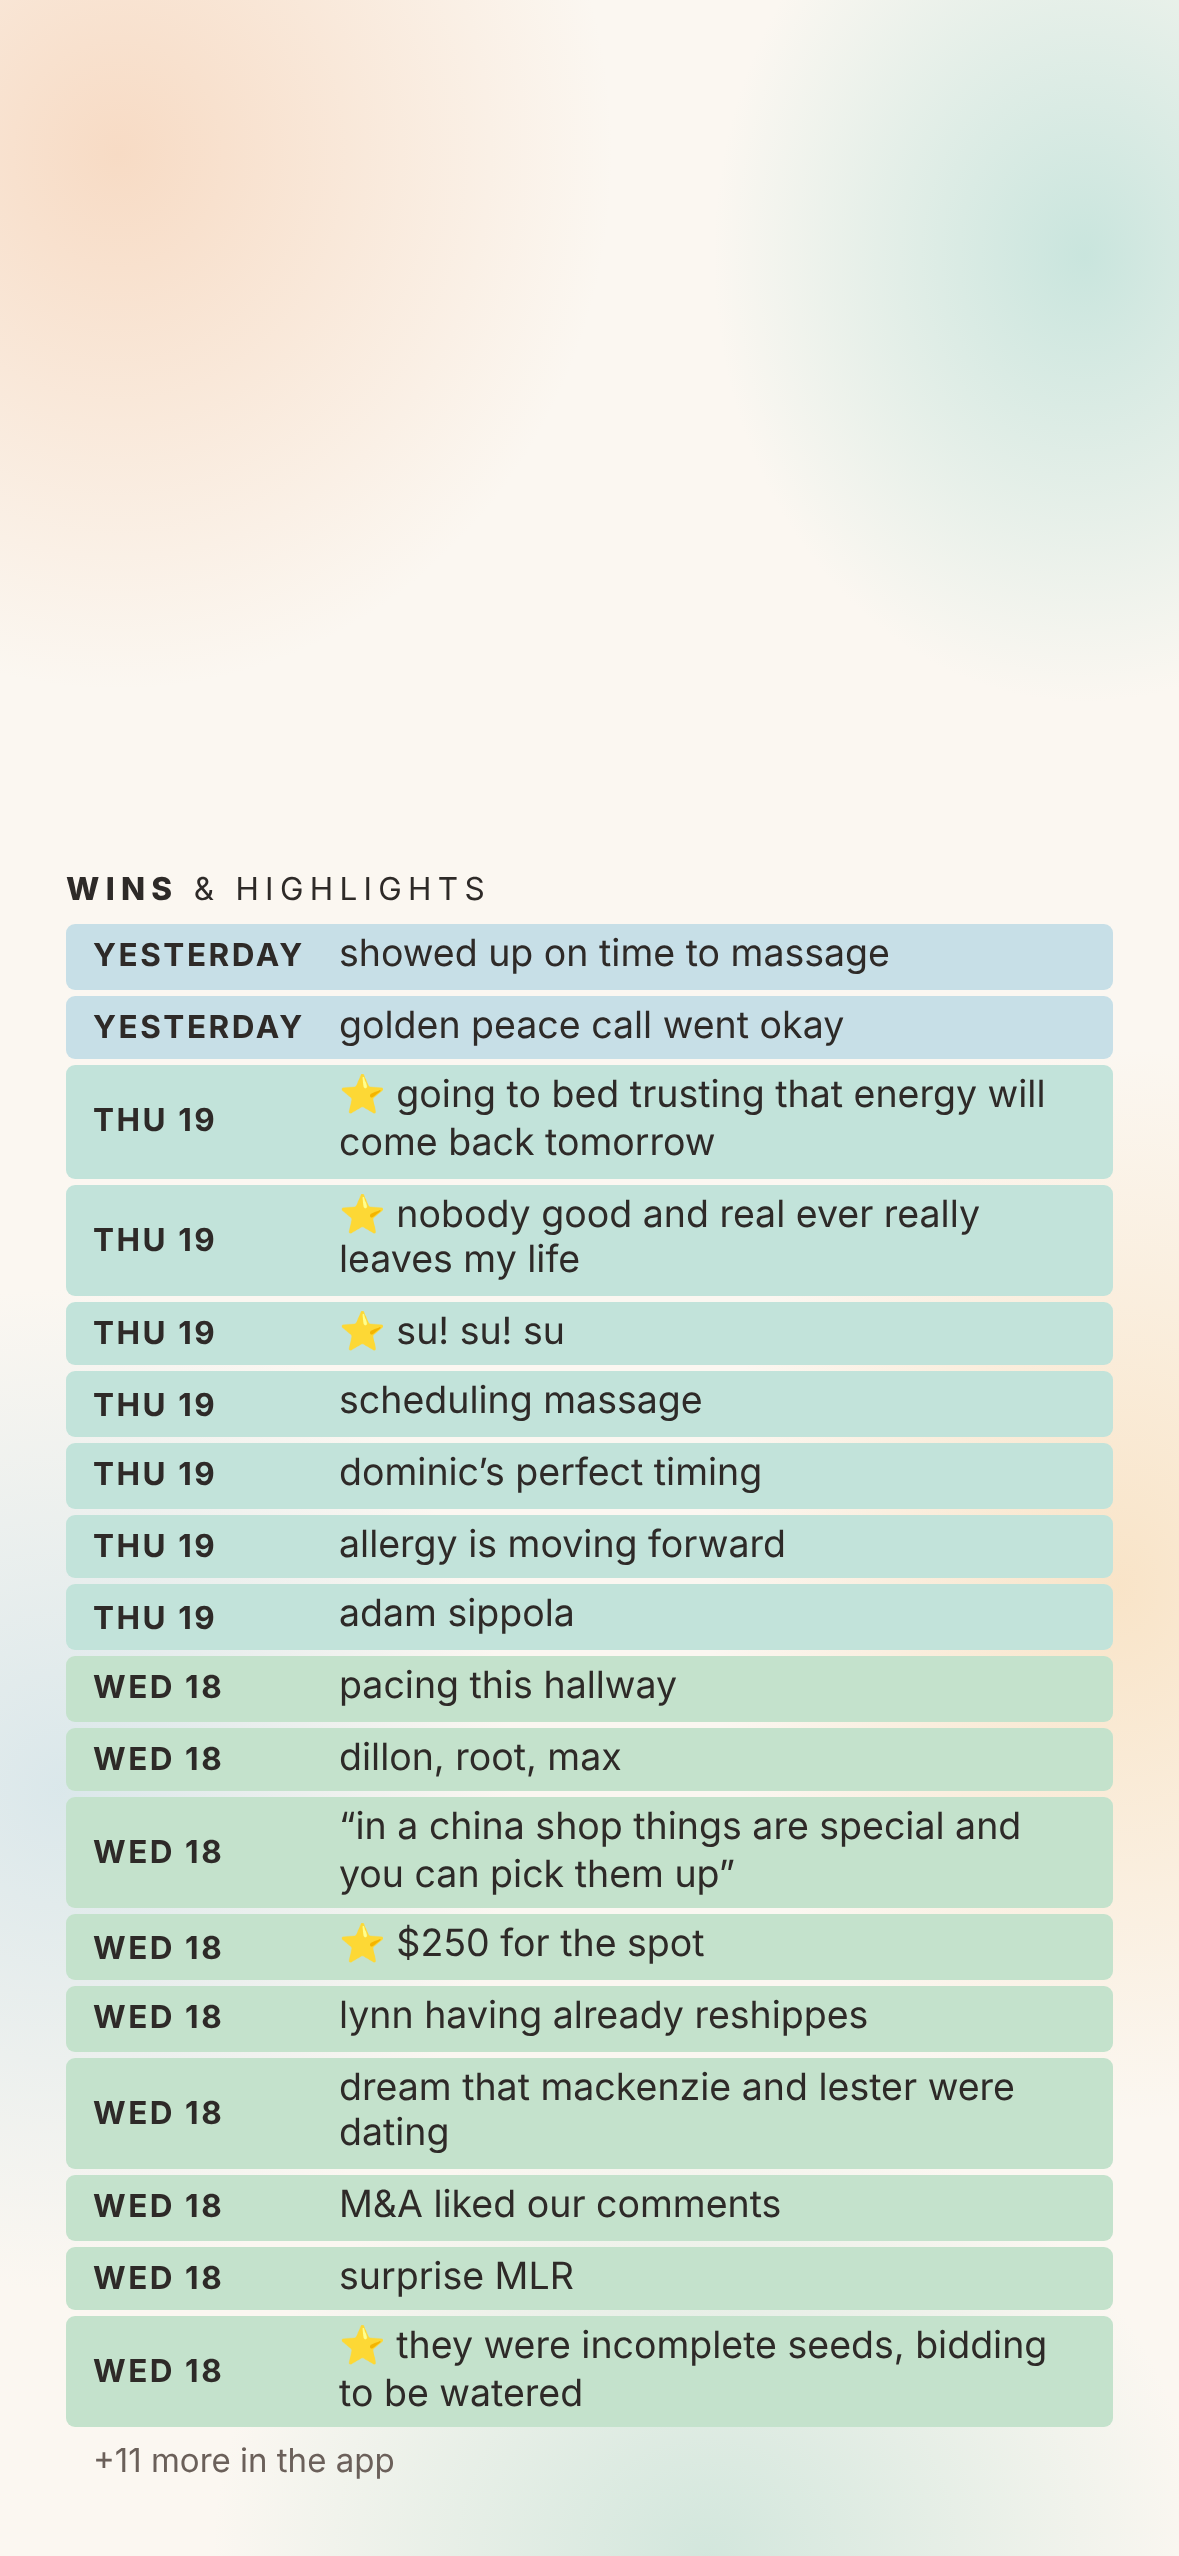 WINS & HIGHLIGHTS
YESTERDAY showed up on time to massage
YESTERDAY golden peace call went okay
THU 19 ⭐ going to bed trusting that energy will
come back tomorrow
THU 19 ⭐ nobody good and real ever really
leaves my life
THU 19 ⭐ su! su! su
THU 19 scheduling massage
THU 19 dominic’s perfect timing
THU 19 allergy is moving forward
THU 19 adam sippola
WED 18 pacing this hallway
WED 18 dillon, root, max
WED 18 “in a china shop things are special and
you can pick them up”
WED 18 ⭐ $250 for the spot
WED 18 lynn having already reshippes
WED 18 dream that mackenzie and lester were
dating
WED 18 M&A liked our comments
WED 18 surprise MLR
WED 18 ⭐ they were incomplete seeds, bidding
to be watered
+11 more in the app